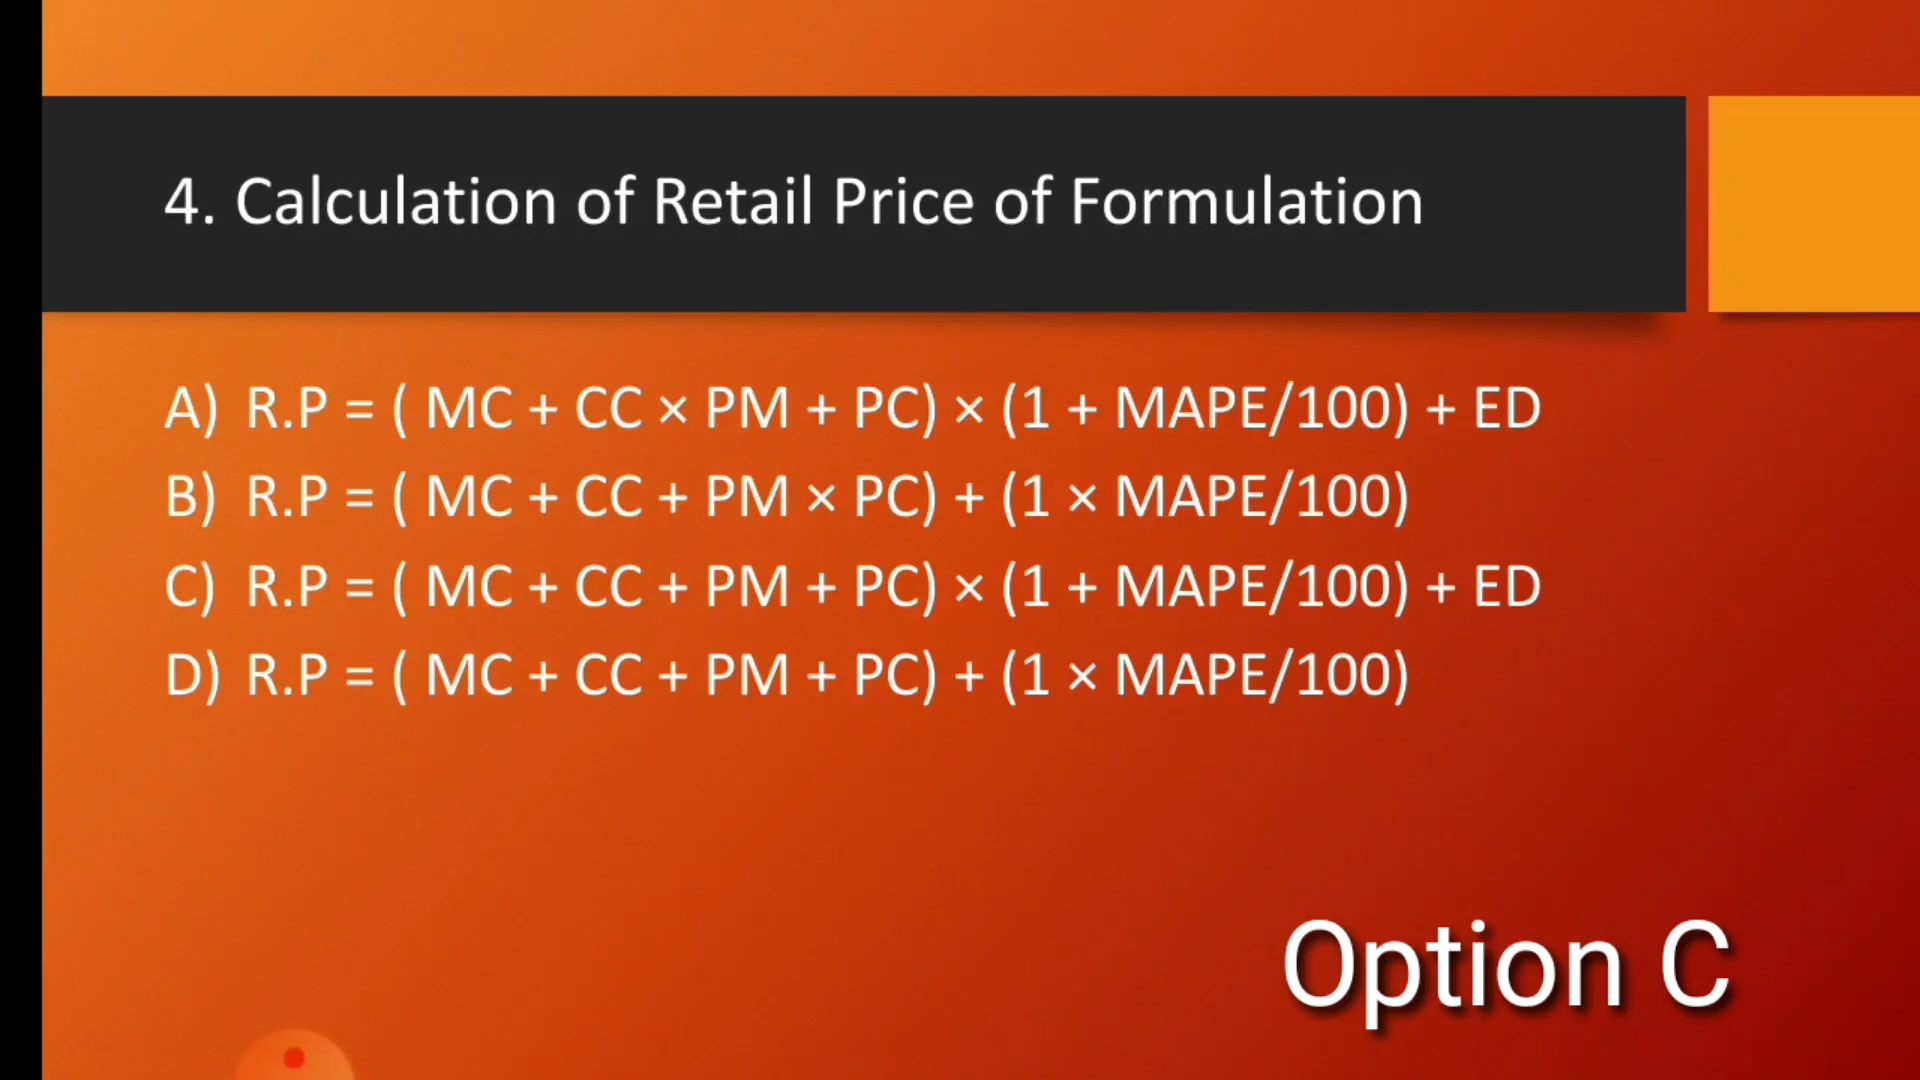 4. Calculation of Retail Price of Formulation
A) R.P = ( MC + CC × PM + PC) × (1 + MAPE/100) + ED
B) R.P = ( MC + CC + PM × PC) + (1 × MAPE/100)
C) R.P = ( MC + CC + PM + PC) × (1 + MAPE/100) + ED
D) R.P = ( MC + CC + PM + PC) + (1 × MAPE/100)
Option C